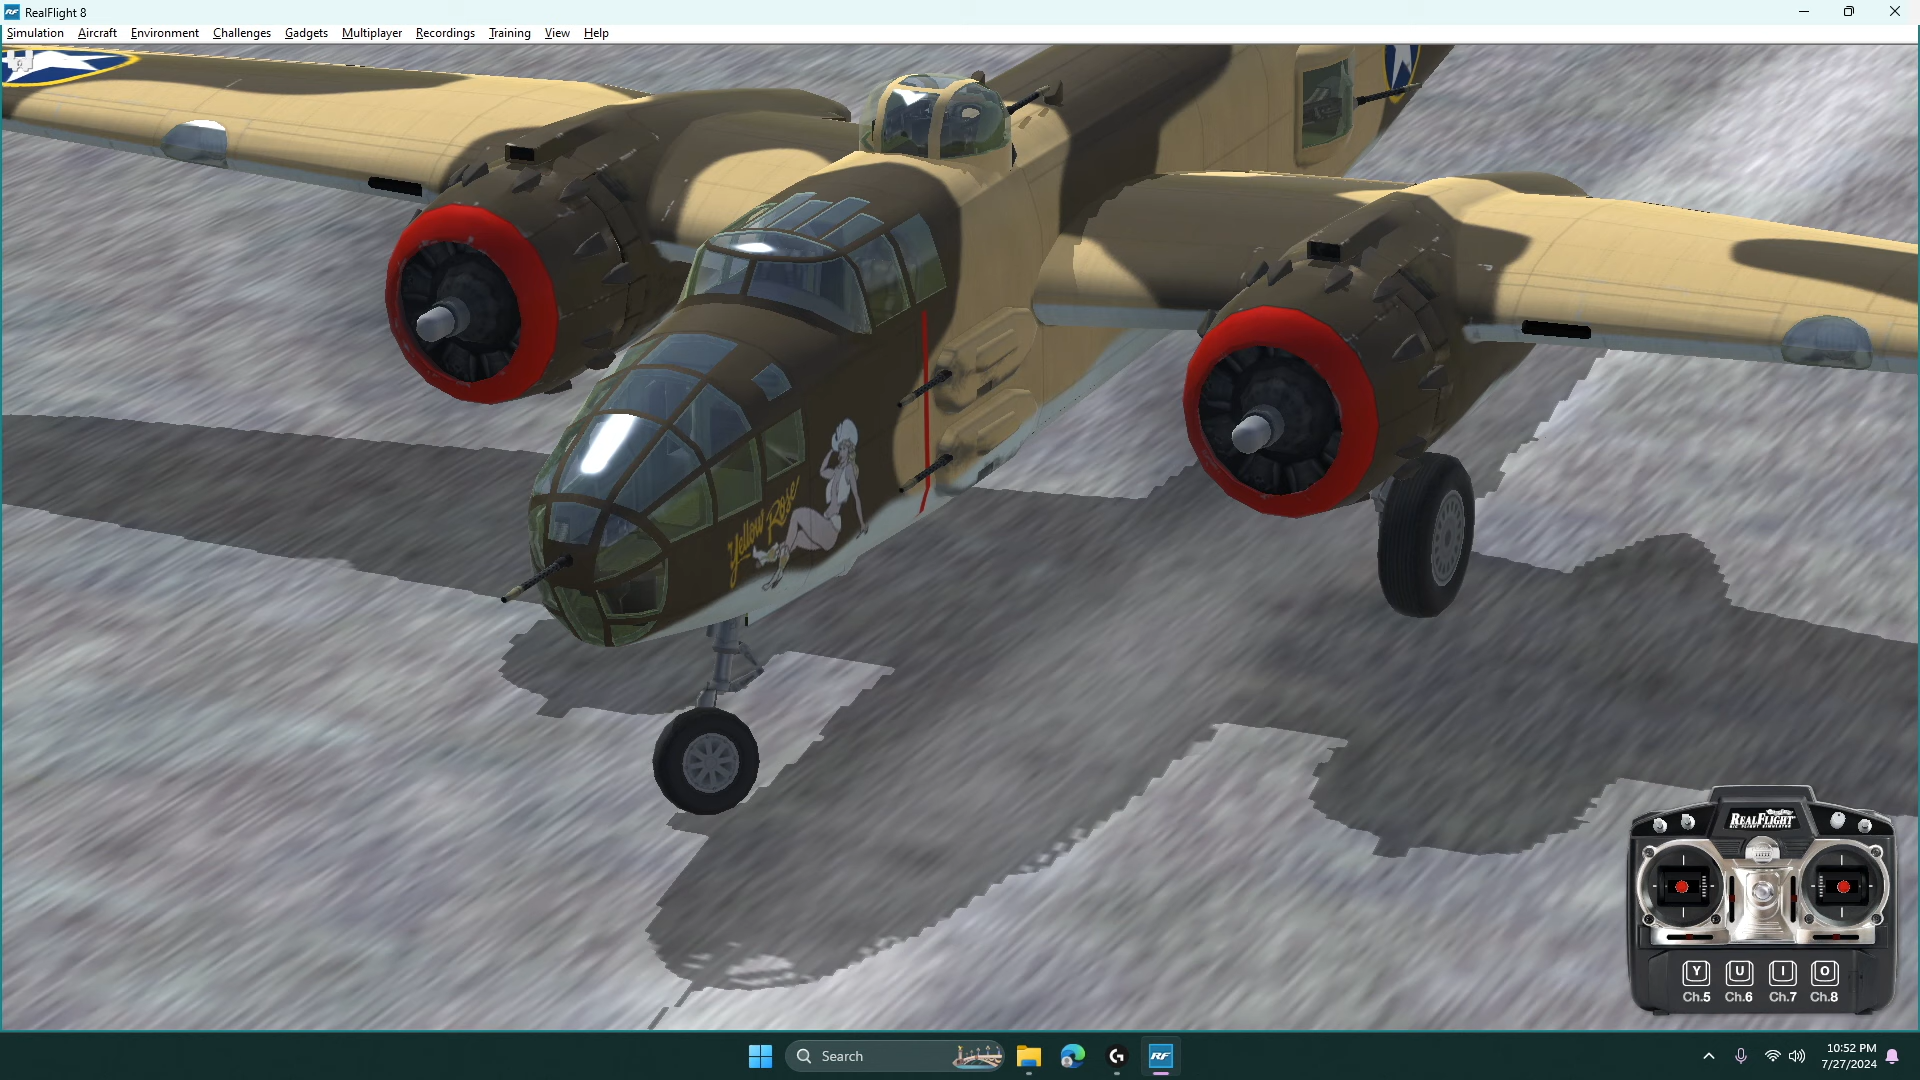 RealFlight 8
Simulation Aircraft Environment Challenges Gadgets Multiplayer Recordings Training View Help
Yellow Rose
REALFLIGHT
Y U I O
Ch.5 Ch.6 Ch.7 Ch.8
Search
RF
10:52 PM
7/27/2024